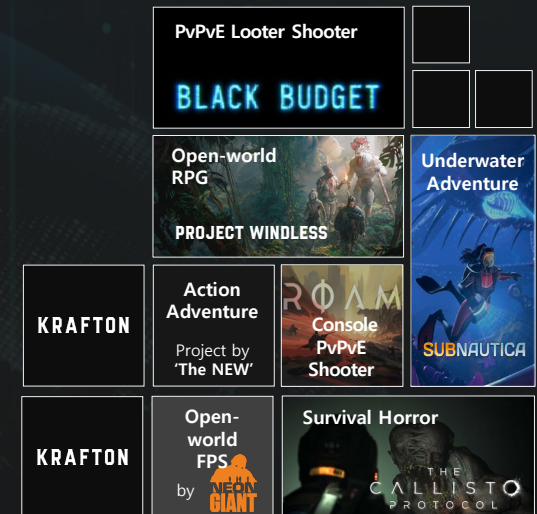 PvPvE Looter Shooter
BLACK BUDGET
Open-world
RPG
PROJECT WINDLESS
Underwater
Adventure
SUBNAUTICA
KRAFTON
Action
Adventure
Project by
‘The NEW’
ROAM
Console
PvPvE
Shooter
KRAFTON
Open-
world
FPS
by
NEON
GIANT
Survival Horror
THE
CALLISTO
PROTOCOL